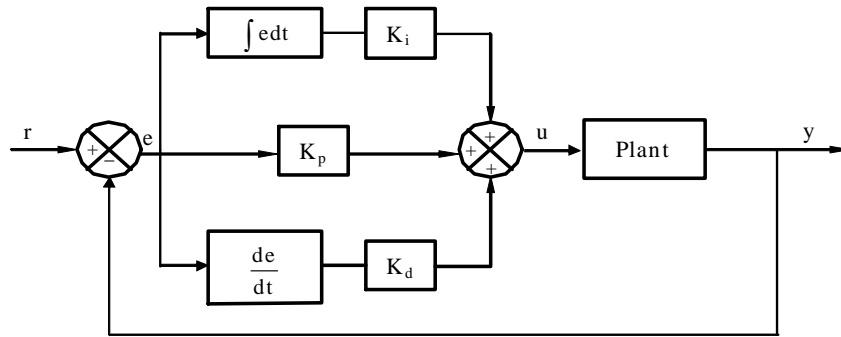 ∫ edt
K_i
r
+
−
e
K_p
+
+
+
u
Plant
y
de
dt
K_d